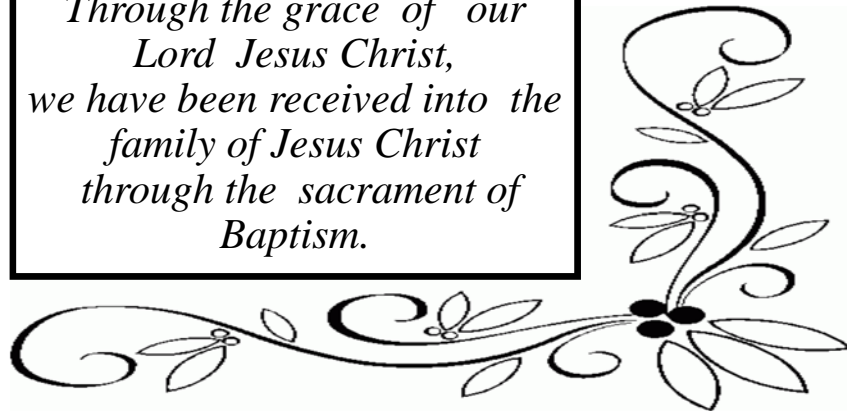 Through the grace of our
Lord Jesus Christ,
we have been received into the
family of Jesus Christ
through the sacrament of
Baptism.